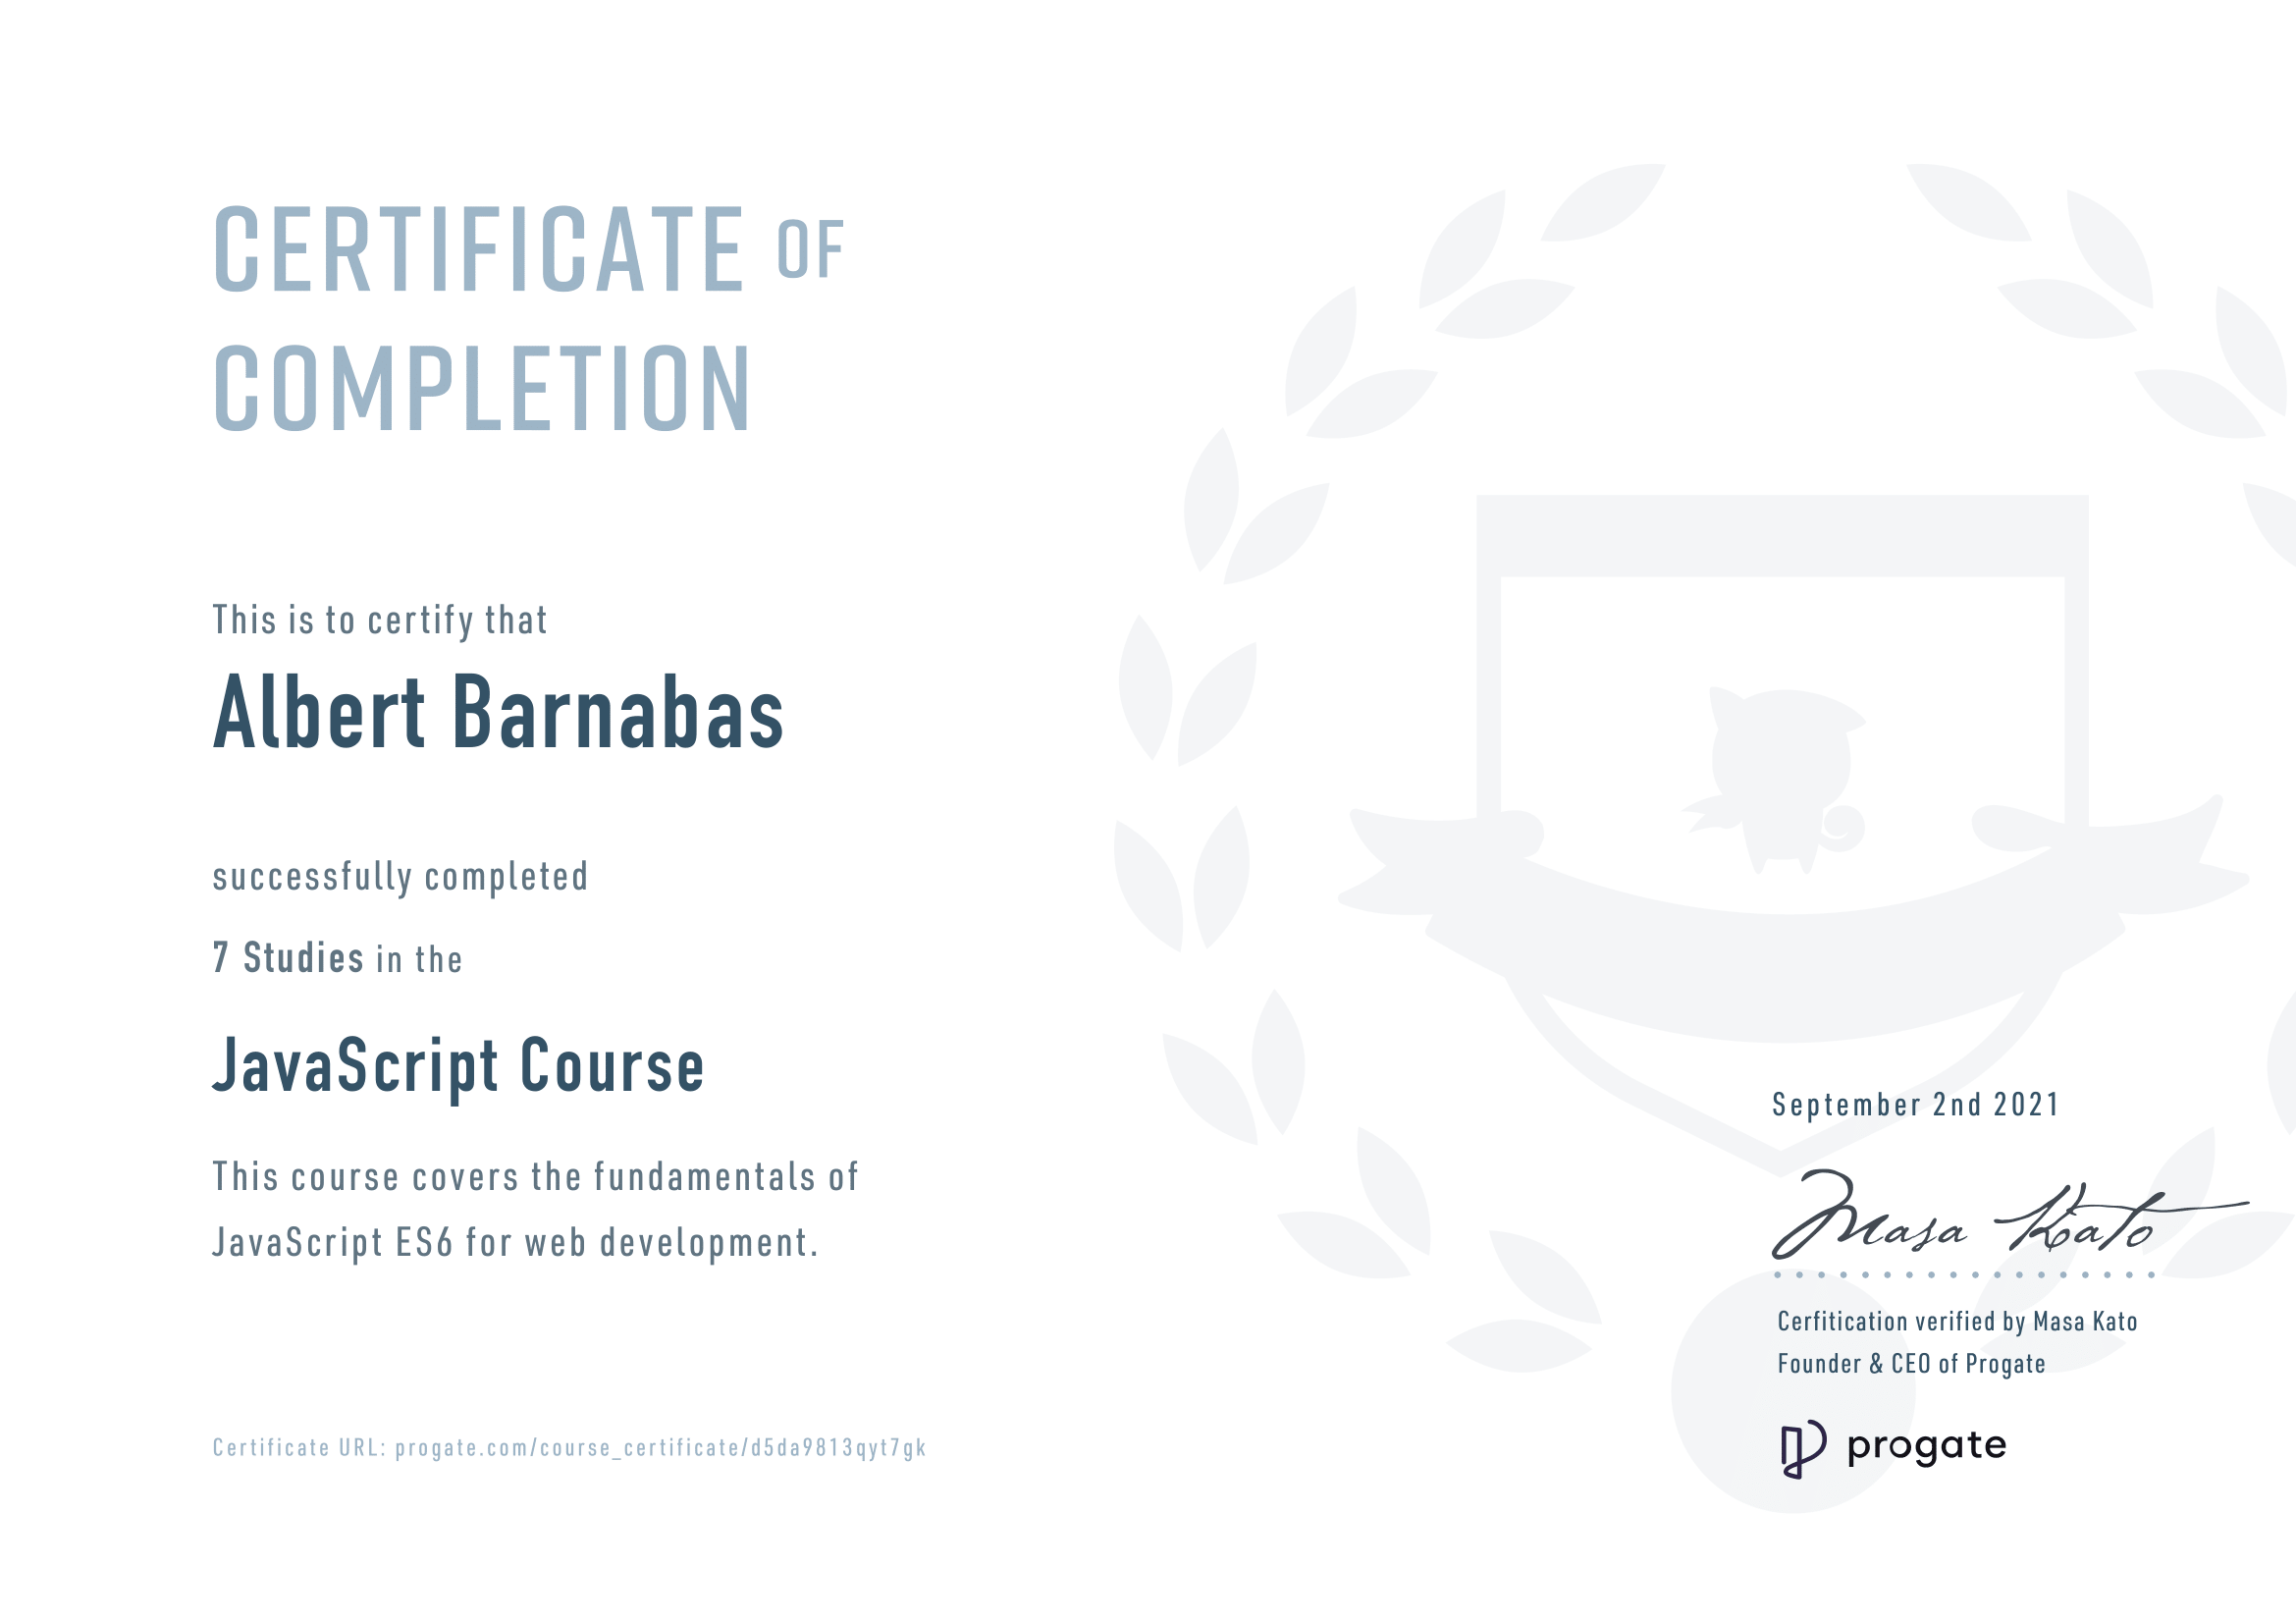 CERTIFICATE OF
COMPLETION
This is to certify that
Albert Barnabas
successfully completed
7 Studies in the
JavaScript Course
This course covers the fundamentals of
JavaScript ES6 for web development.
Certificate URL: progate.com/course_certificate/d5da9813qyt7gk
September 2nd 2021
Masa Kato
Cerfitication verified by Masa Kato
Founder & CEO of Progate
progate